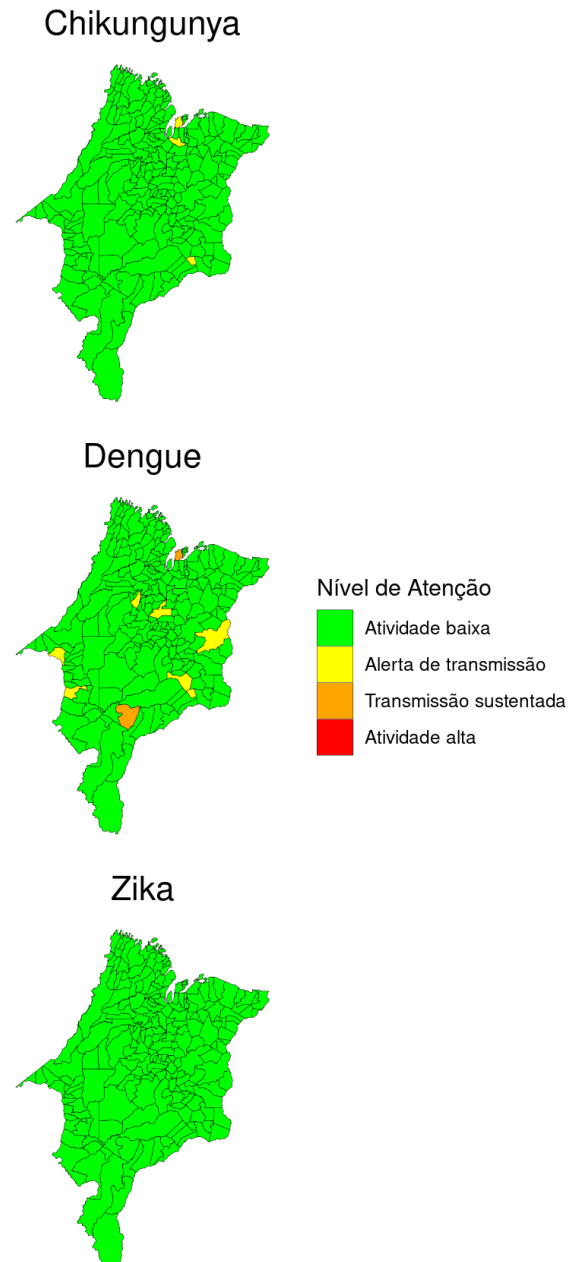 Chikungunya
Dengue
Nível de Atenção
Atividade baixa
Alerta de transmissão
Transmissão sustentada
Atividade alta
Zika